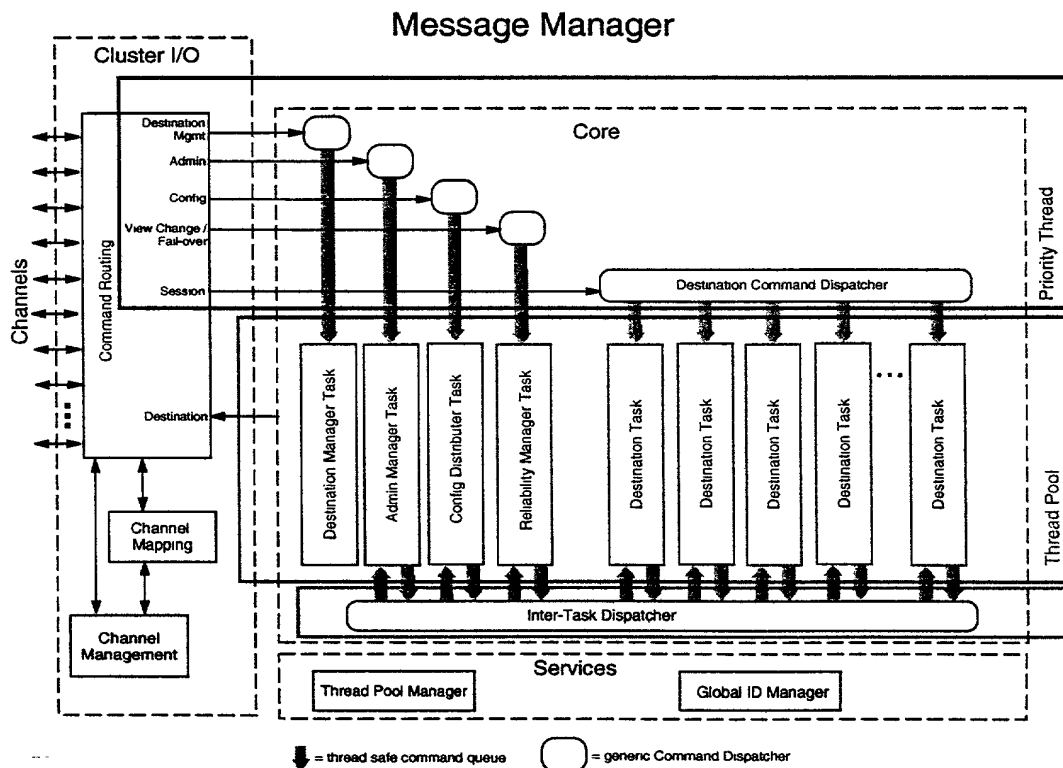 Message Manager
Cluster I/O
Core
Channels
Command Routing
Destination
Mgmt
Admin
Config
View Change /
Fail-over
Session
Destination
Destination Command Dispatcher
Priority Thread
Destination Manager Task
Admin Manager Task
Config Distributer Task
Reliability Manager Task
Destination Task
Destination Task
Destination Task
Destination Task
...
Destination Task
Thread Pool
Channel
Mapping
Channel
Management
Inter-Task Dispatcher
Services
Thread Pool Manager
Global ID Manager
= thread safe command queue
= generic Command Dispatcher